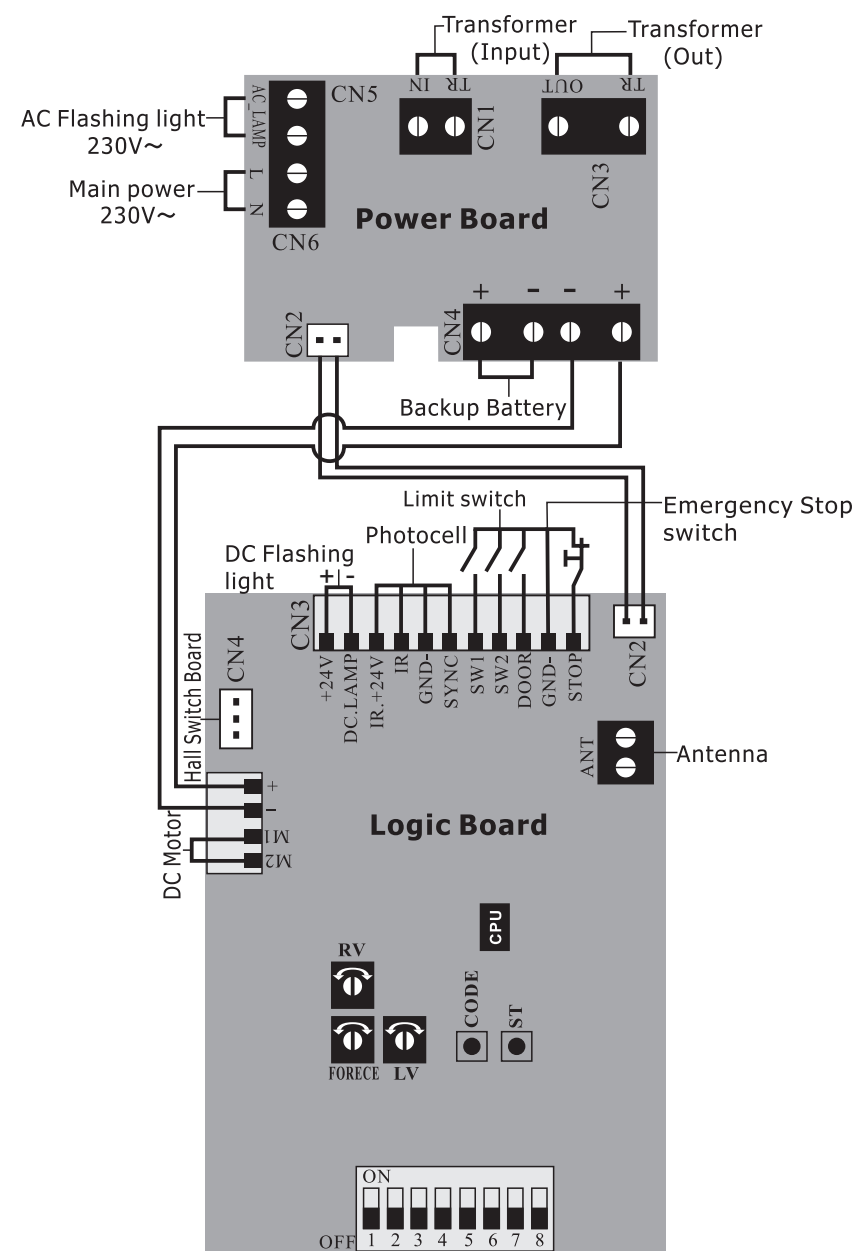 Transformer
(Input)
Transformer
(Out)
AC Flashing light
230V~
Main power
230V~
AC_LAMP
L
N
CN5
CN6
IN
TR
CN1
OUT
TR
CN3
Power Board
CN2
CN4
+
-
-
+
Backup Battery
Limit switch
Emergency Stop
switch
Photocell
DC Flashing
light
+ -
+
CN3
+24V
DC.LAMP
IR.+24V
IR
GND-
SYNC
SW1
SW2
DOOR
GND-
STOP
CN2
Hall Switch Board
CN4
ANT
Antenna
+
-
M1
M2
DC Motor
Logic Board
CPU
RV
FORECE
LV
CODE
ST
ON
OFF
1 2 3 4 5 6 7 8